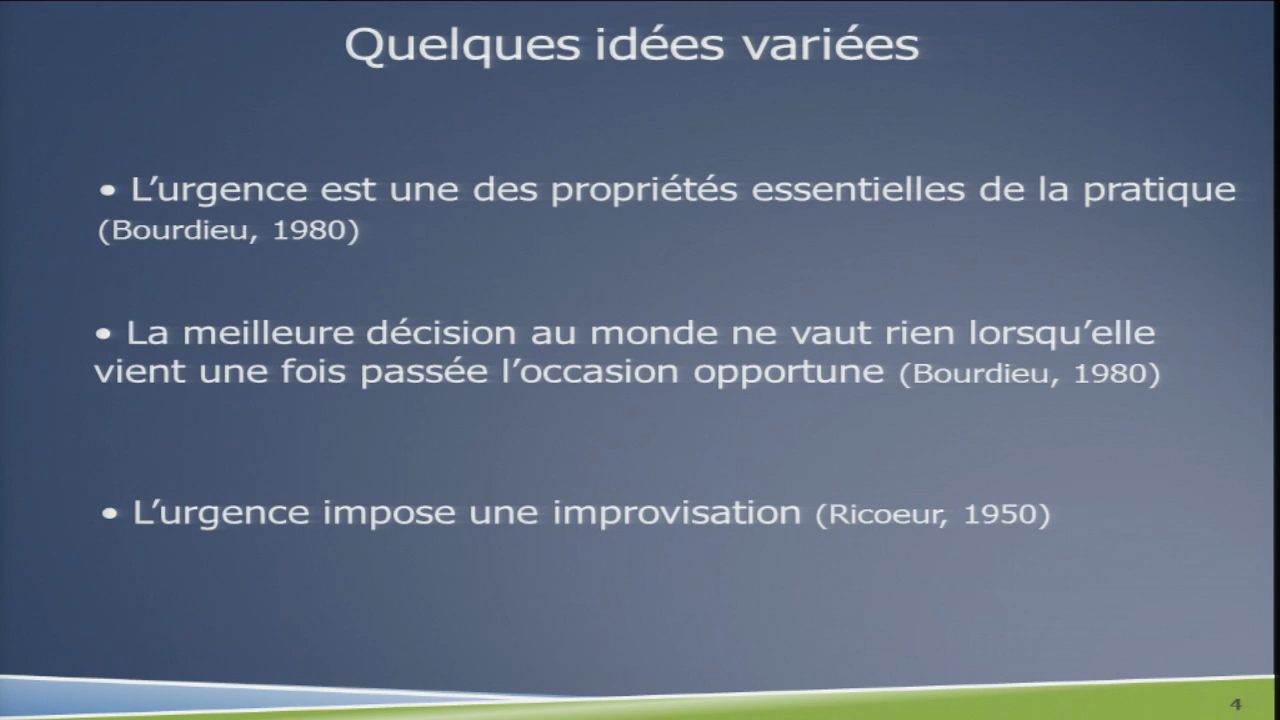 Quelques idées variées
• L’urgence est une des propriétés essentielles de la pratique
(Bourdieu, 1980)
• La meilleure décision au monde ne vaut rien lorsqu’elle
vient une fois passée l’occasion opportune (Bourdieu, 1980)
• L’urgence impose une improvisation (Ricoeur, 1950)
4